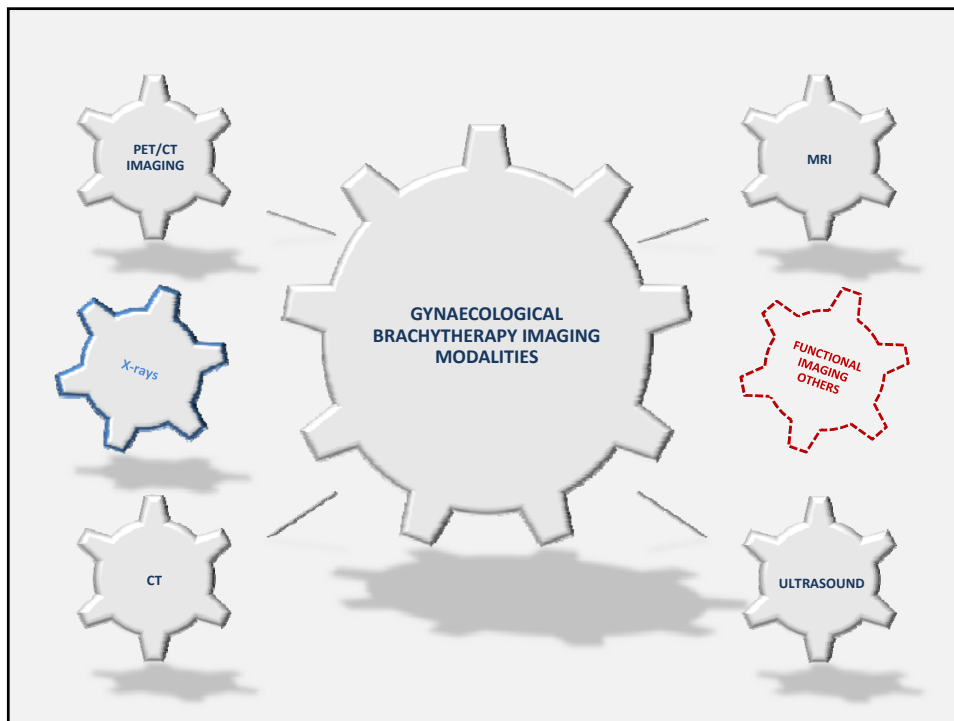 PET/CT
IMAGING
MRI
GYNAECOLOGICAL
BRACHYTHERAPY IMAGING
MODALITIES
X-rays
FUNCTIONAL
IMAGING
OTHERS
CT
ULTRASOUND